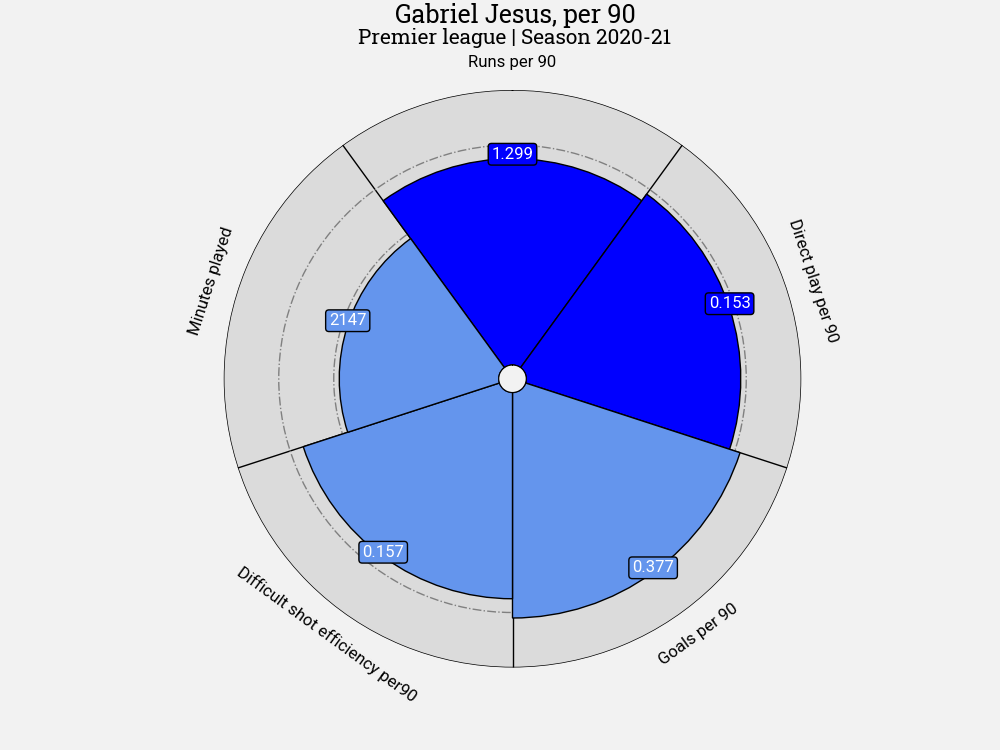 Gabriel Jesus, per 90
Premier league | Season 2020-21
Runs per 90
1.299
Direct play per 90
0.153
Minutes played
2147
0.157
0.377
Difficult shot efficiency per90
Goals per 90